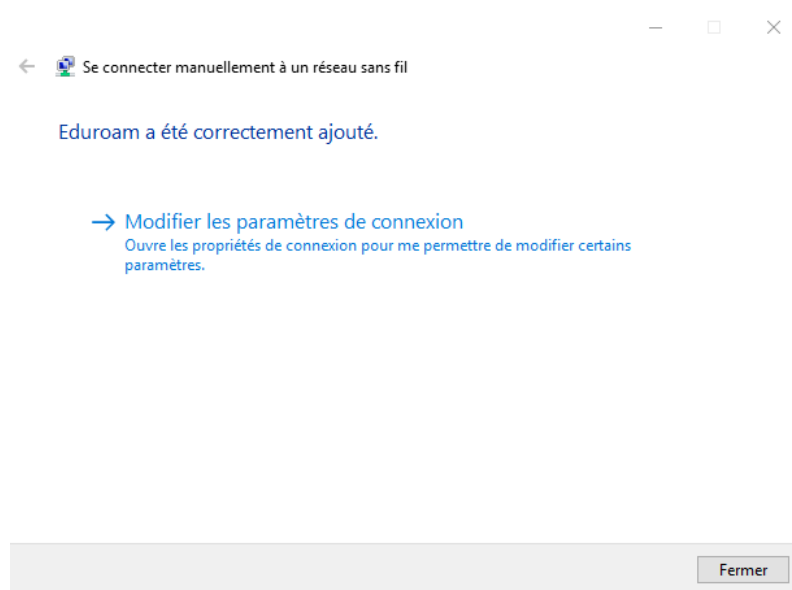 Se connecter manuellement à un réseau sans fil
Eduroam a été correctement ajouté.
Modifier les paramètres de connexion
Ouvre les propriétés de connexion pour me permettre de modifier certains
paramètres.
Fermer